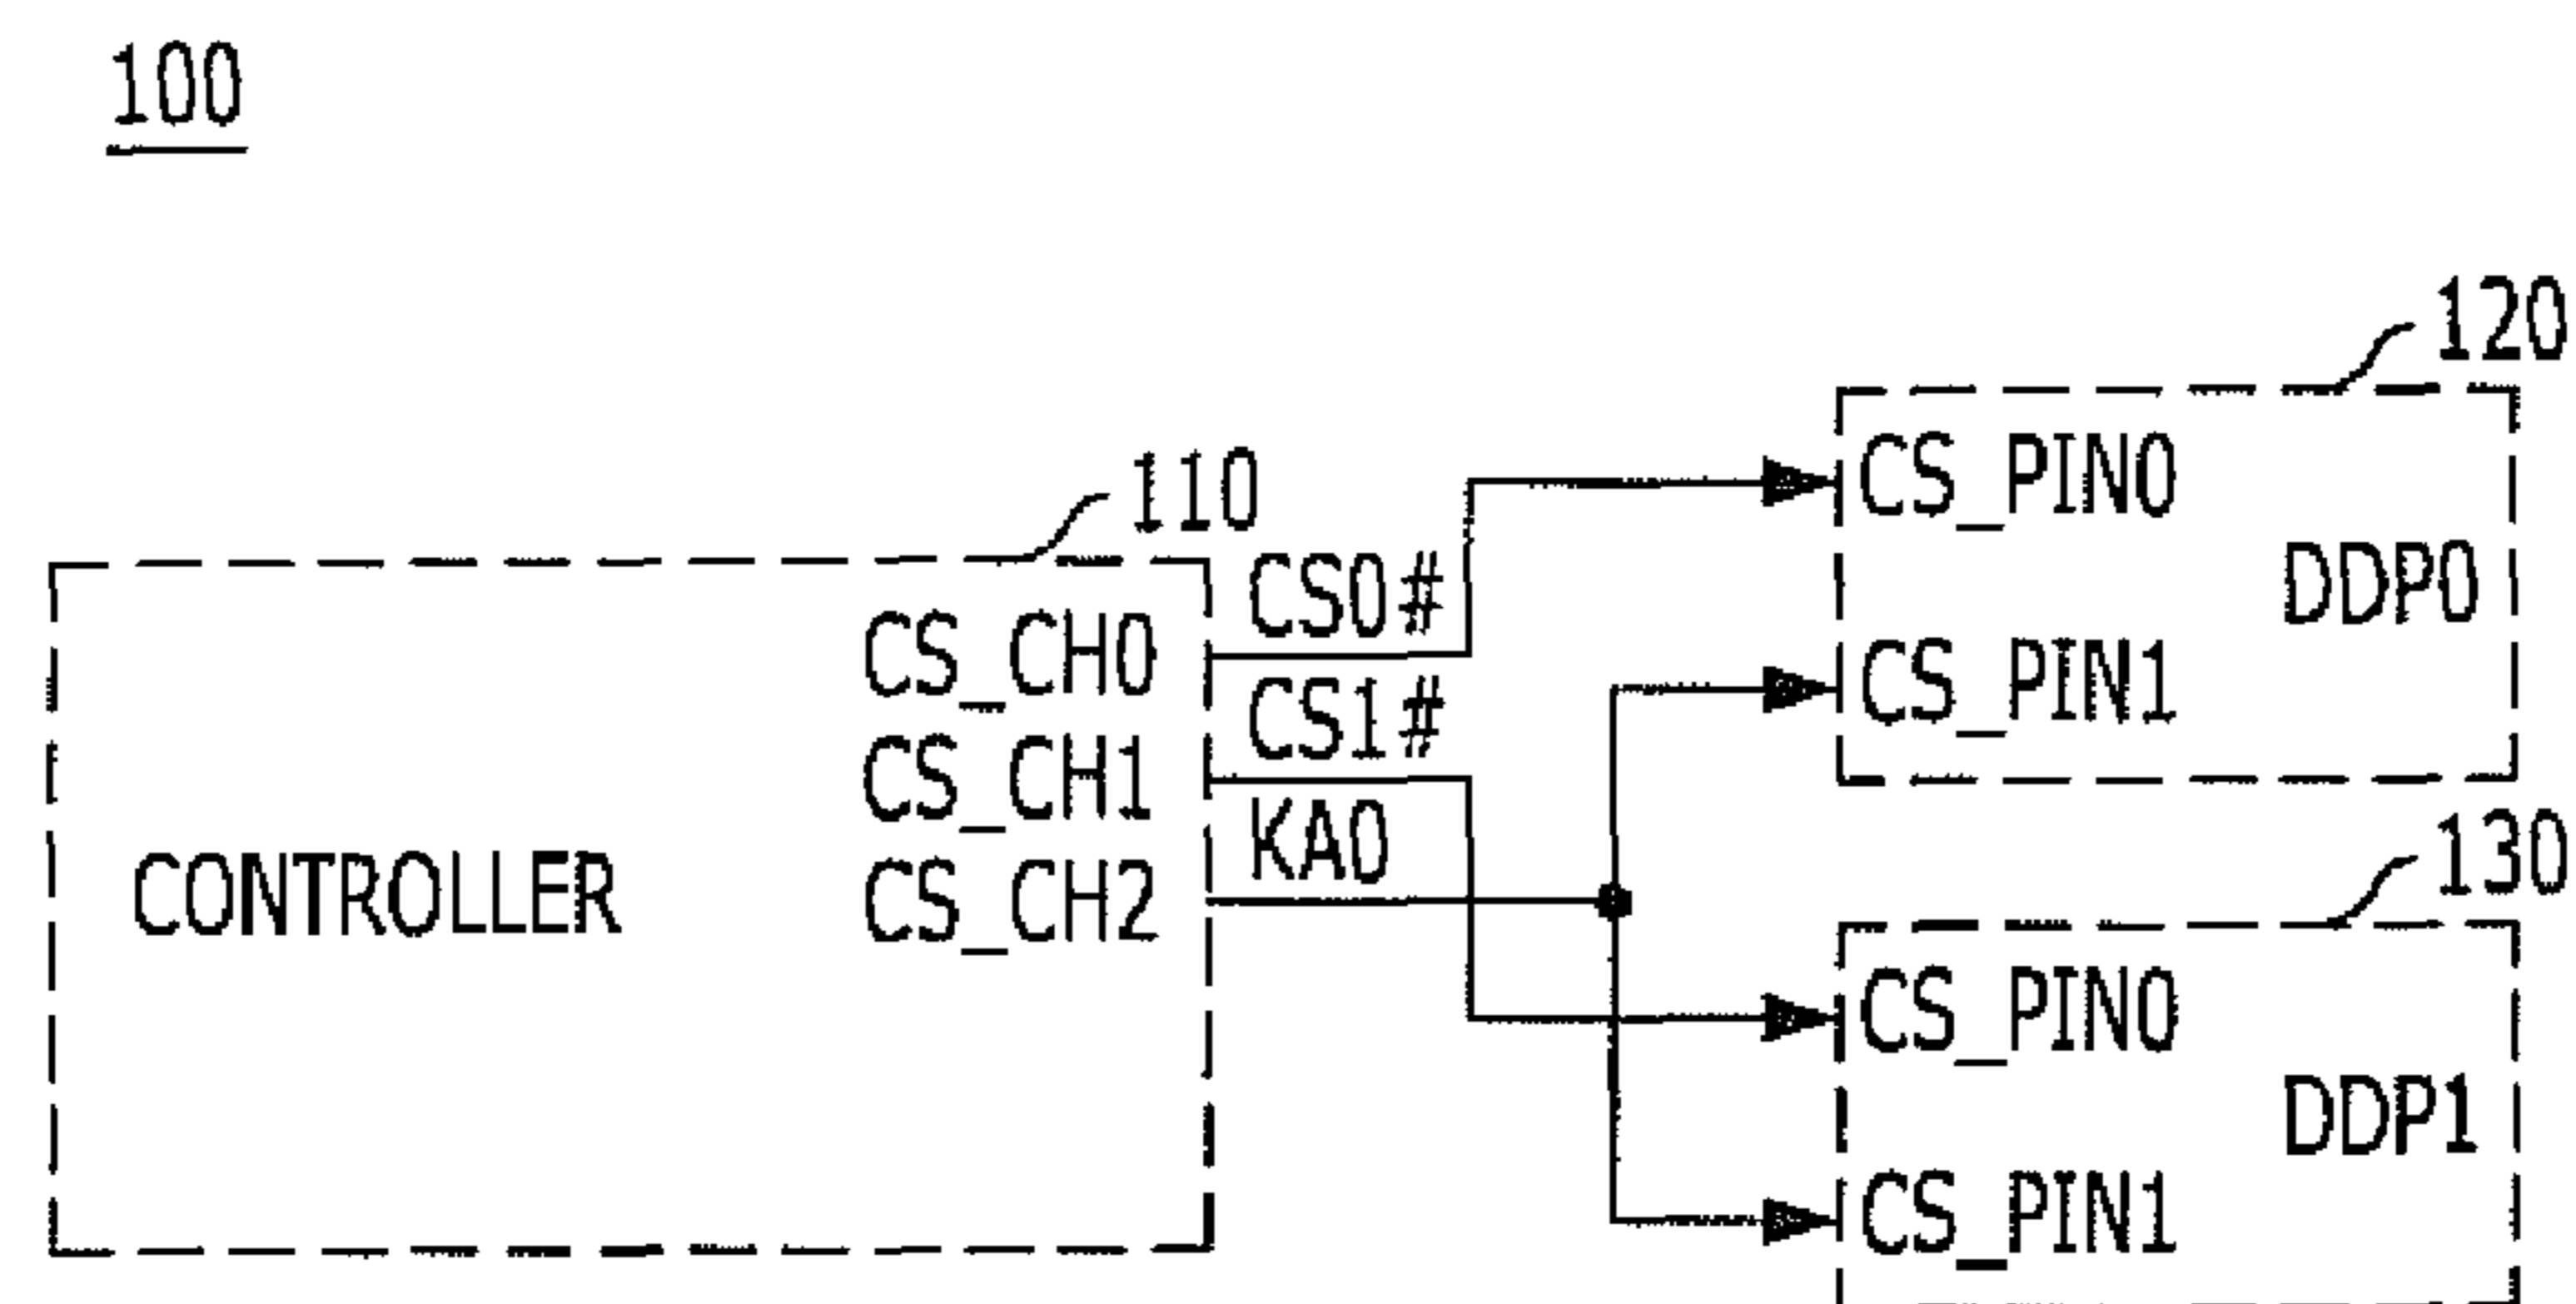 100
120
CS_PIN0
DDP0
CS_PIN1
110
CS0#
CS_CH0
CS1#
CS_CH1
KA0
CS_CH2
CONTROLLER
130
CS_PIN0
DDP1
CS_PIN1